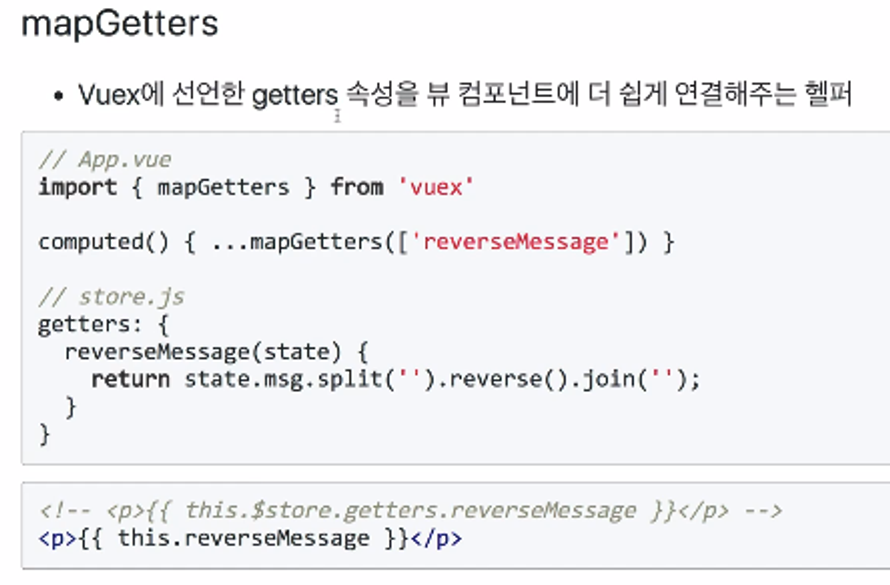 mapGetters
• Vuex에 선언한 getters 속성을 뷰 컴포넌트에 더 쉽게 연결해주는 헬퍼
// App.vue
import { mapGetters } from 'vuex'
computed() { ...mapGetters(['reverseMessage']) }
// store.js
getters: {
  reverseMessage(state) {
    return state.msg.split('').reverse().join('');
  }
}
<!-- <p>{{ this.$store.getters.reverseMessage }}</p> -->
<p>{{ this.reverseMessage }}</p>